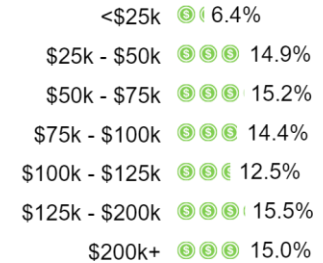 <$25k 6.4%
$25k - $50k 14.9%
$50k - $75k 15.2%
$75k - $100k 14.4%
$100k - $125k 12.5%
$125k - $200k 15.5%
$200k+ 15.0%